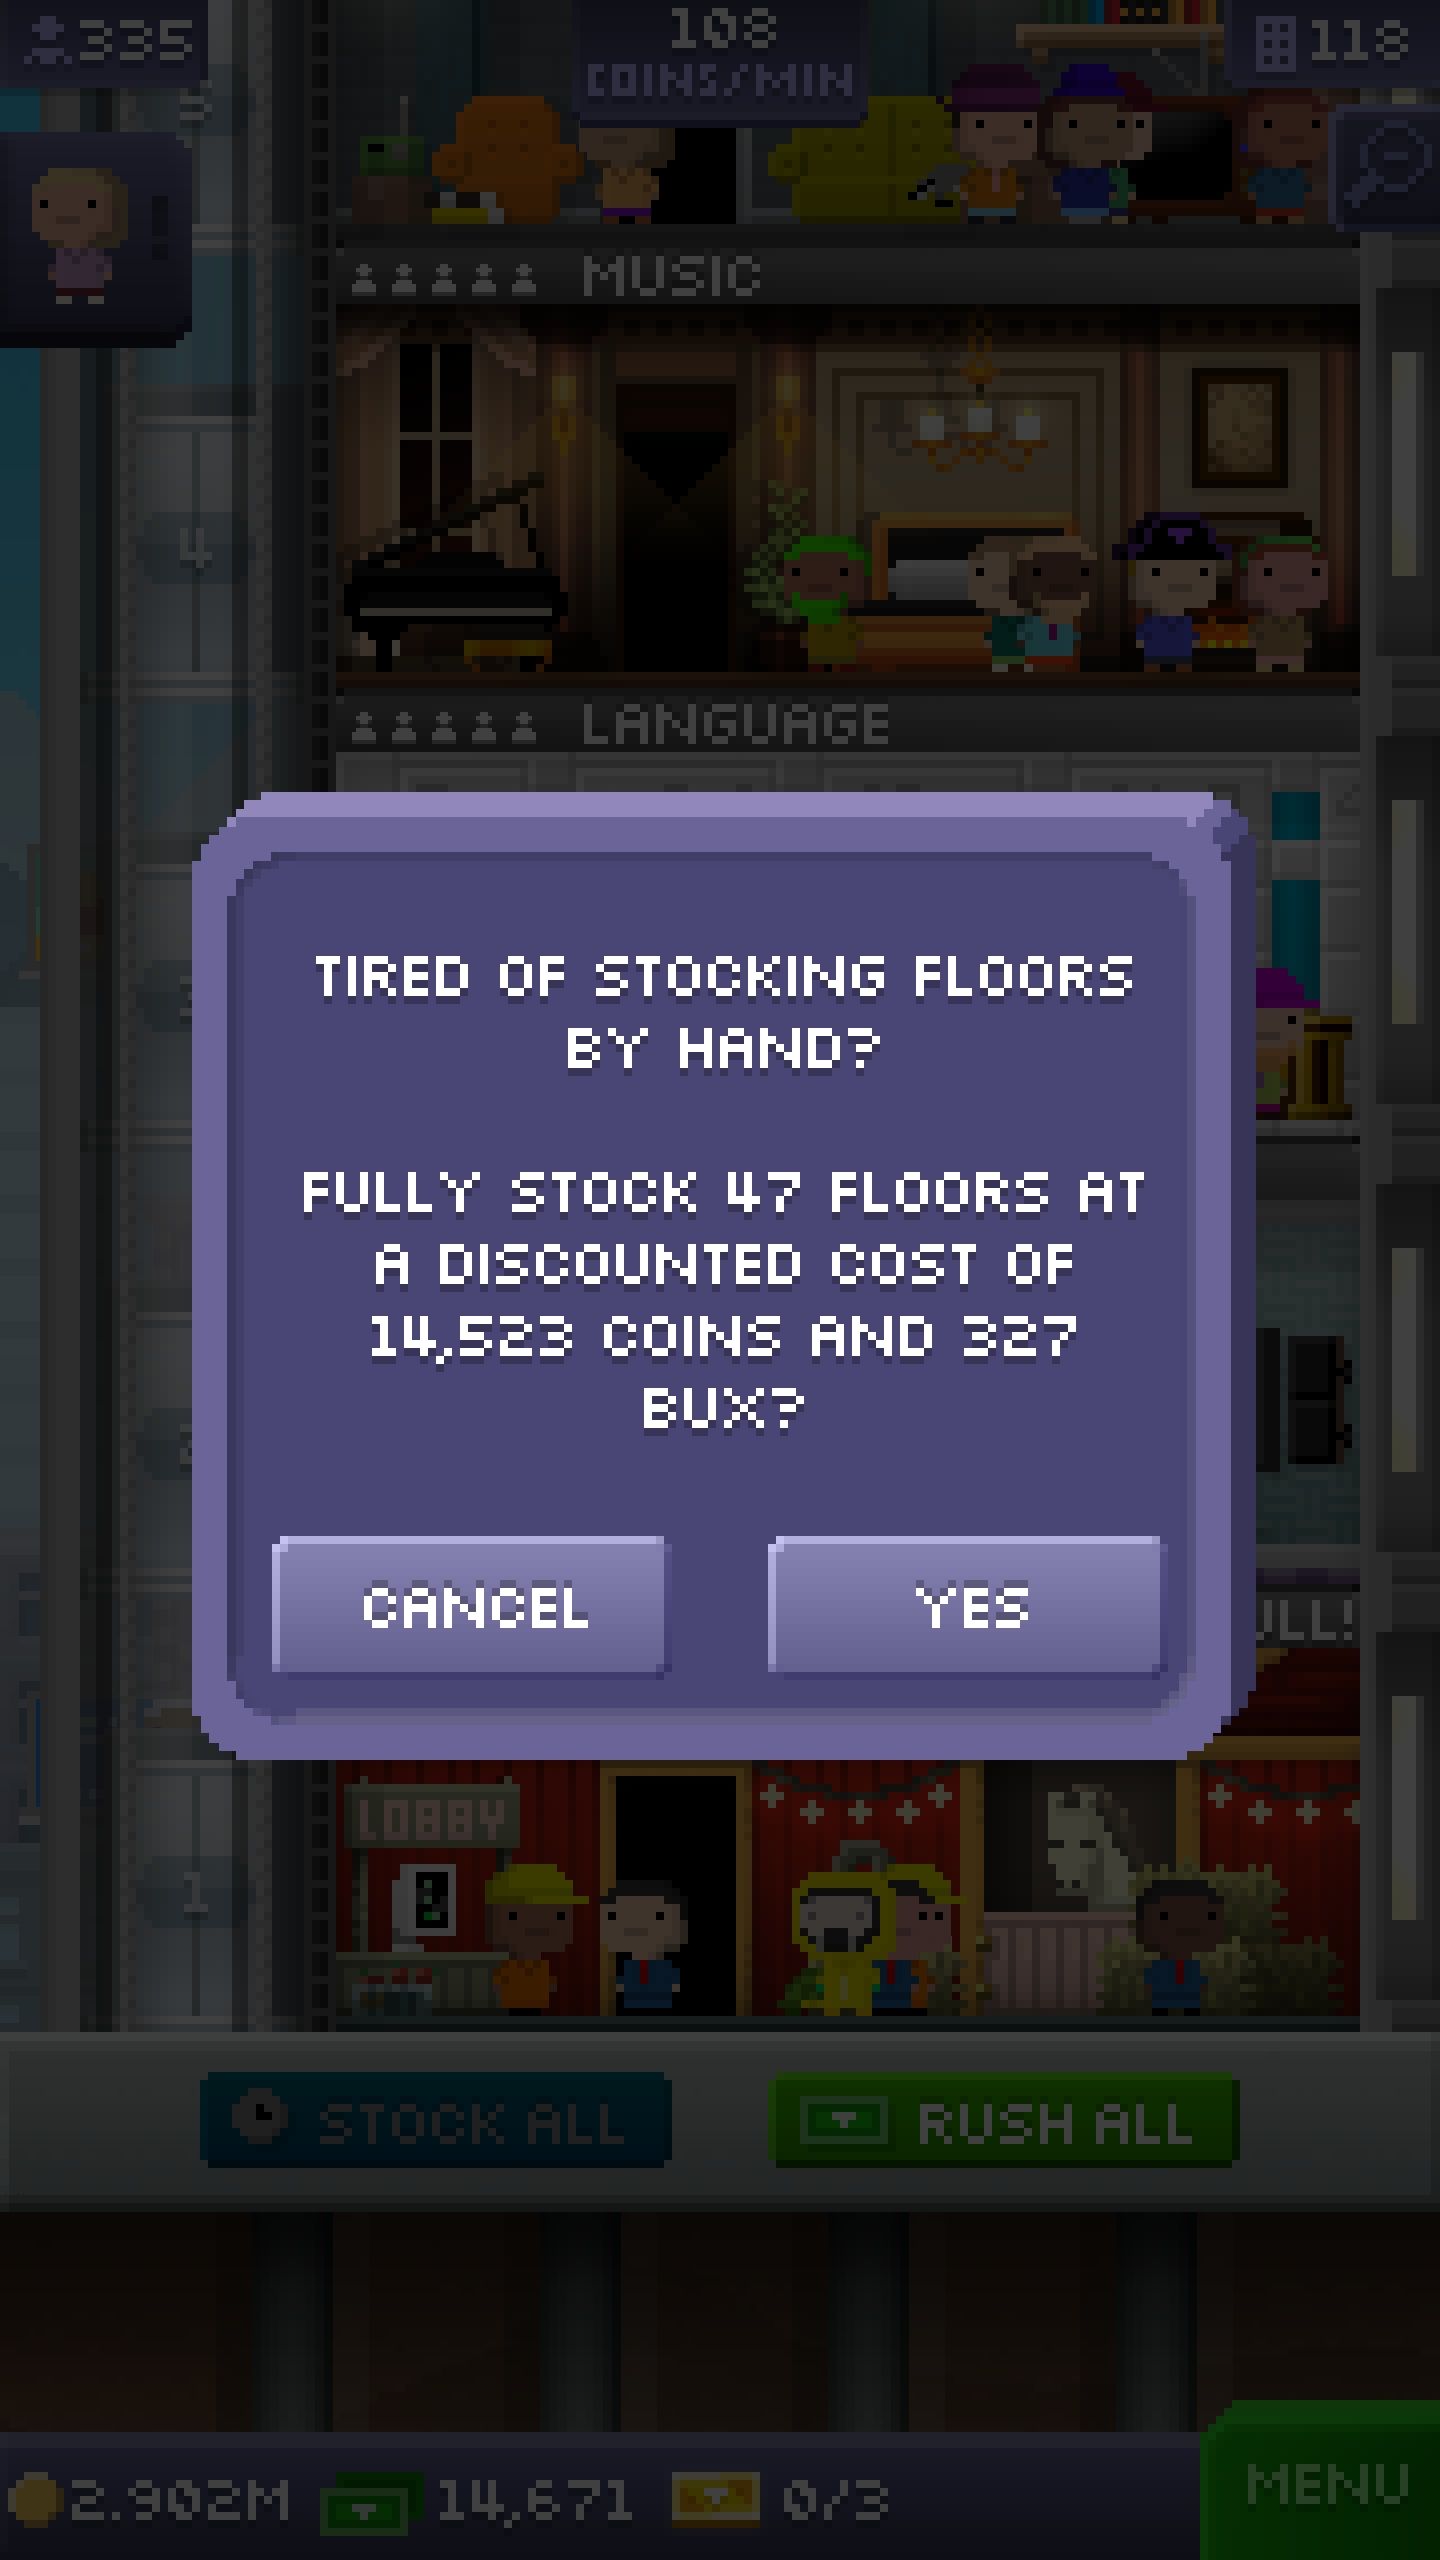 335
108
COINS/MIN
118
MUSIC
4
LANGUAGE
TIRED OF STOCKING FLOORS
BY HAND?
FULLY STOCK 47 FLOORS AT
A DISCOUNTED COST OF
14,523 COINS AND 327
BUX?
CANCEL
YES
LOBBY
1
STOCK ALL
RUSH ALL
2.902M
14,671
0/3
MENU